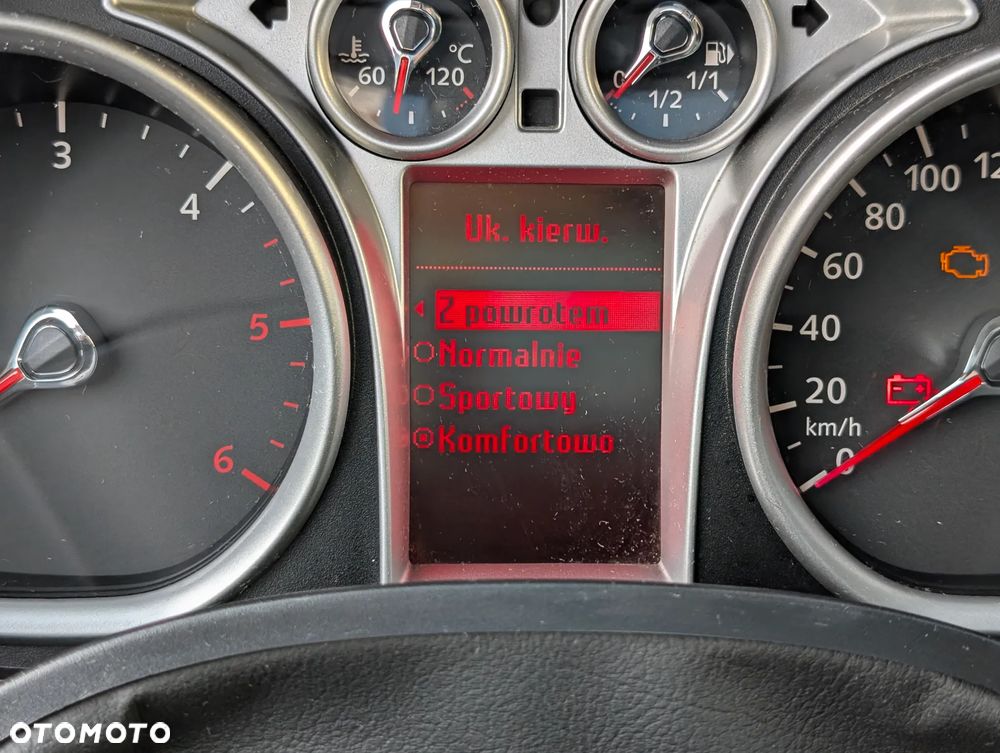 60 120 °C
0 1/2 1/1
3
4
5
6
Uk. kierw.
Z powrotem
Normalnie
Sportowy
Komfortowo
100
80
60
40
20
km/h
0
OTOMOTO